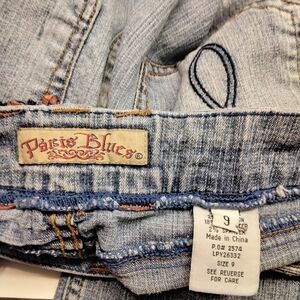 Paris Blues®
9
Made in China
P.O# 2574
LPY26332
SIZE 9
SEE REVERSE
FOR CARE